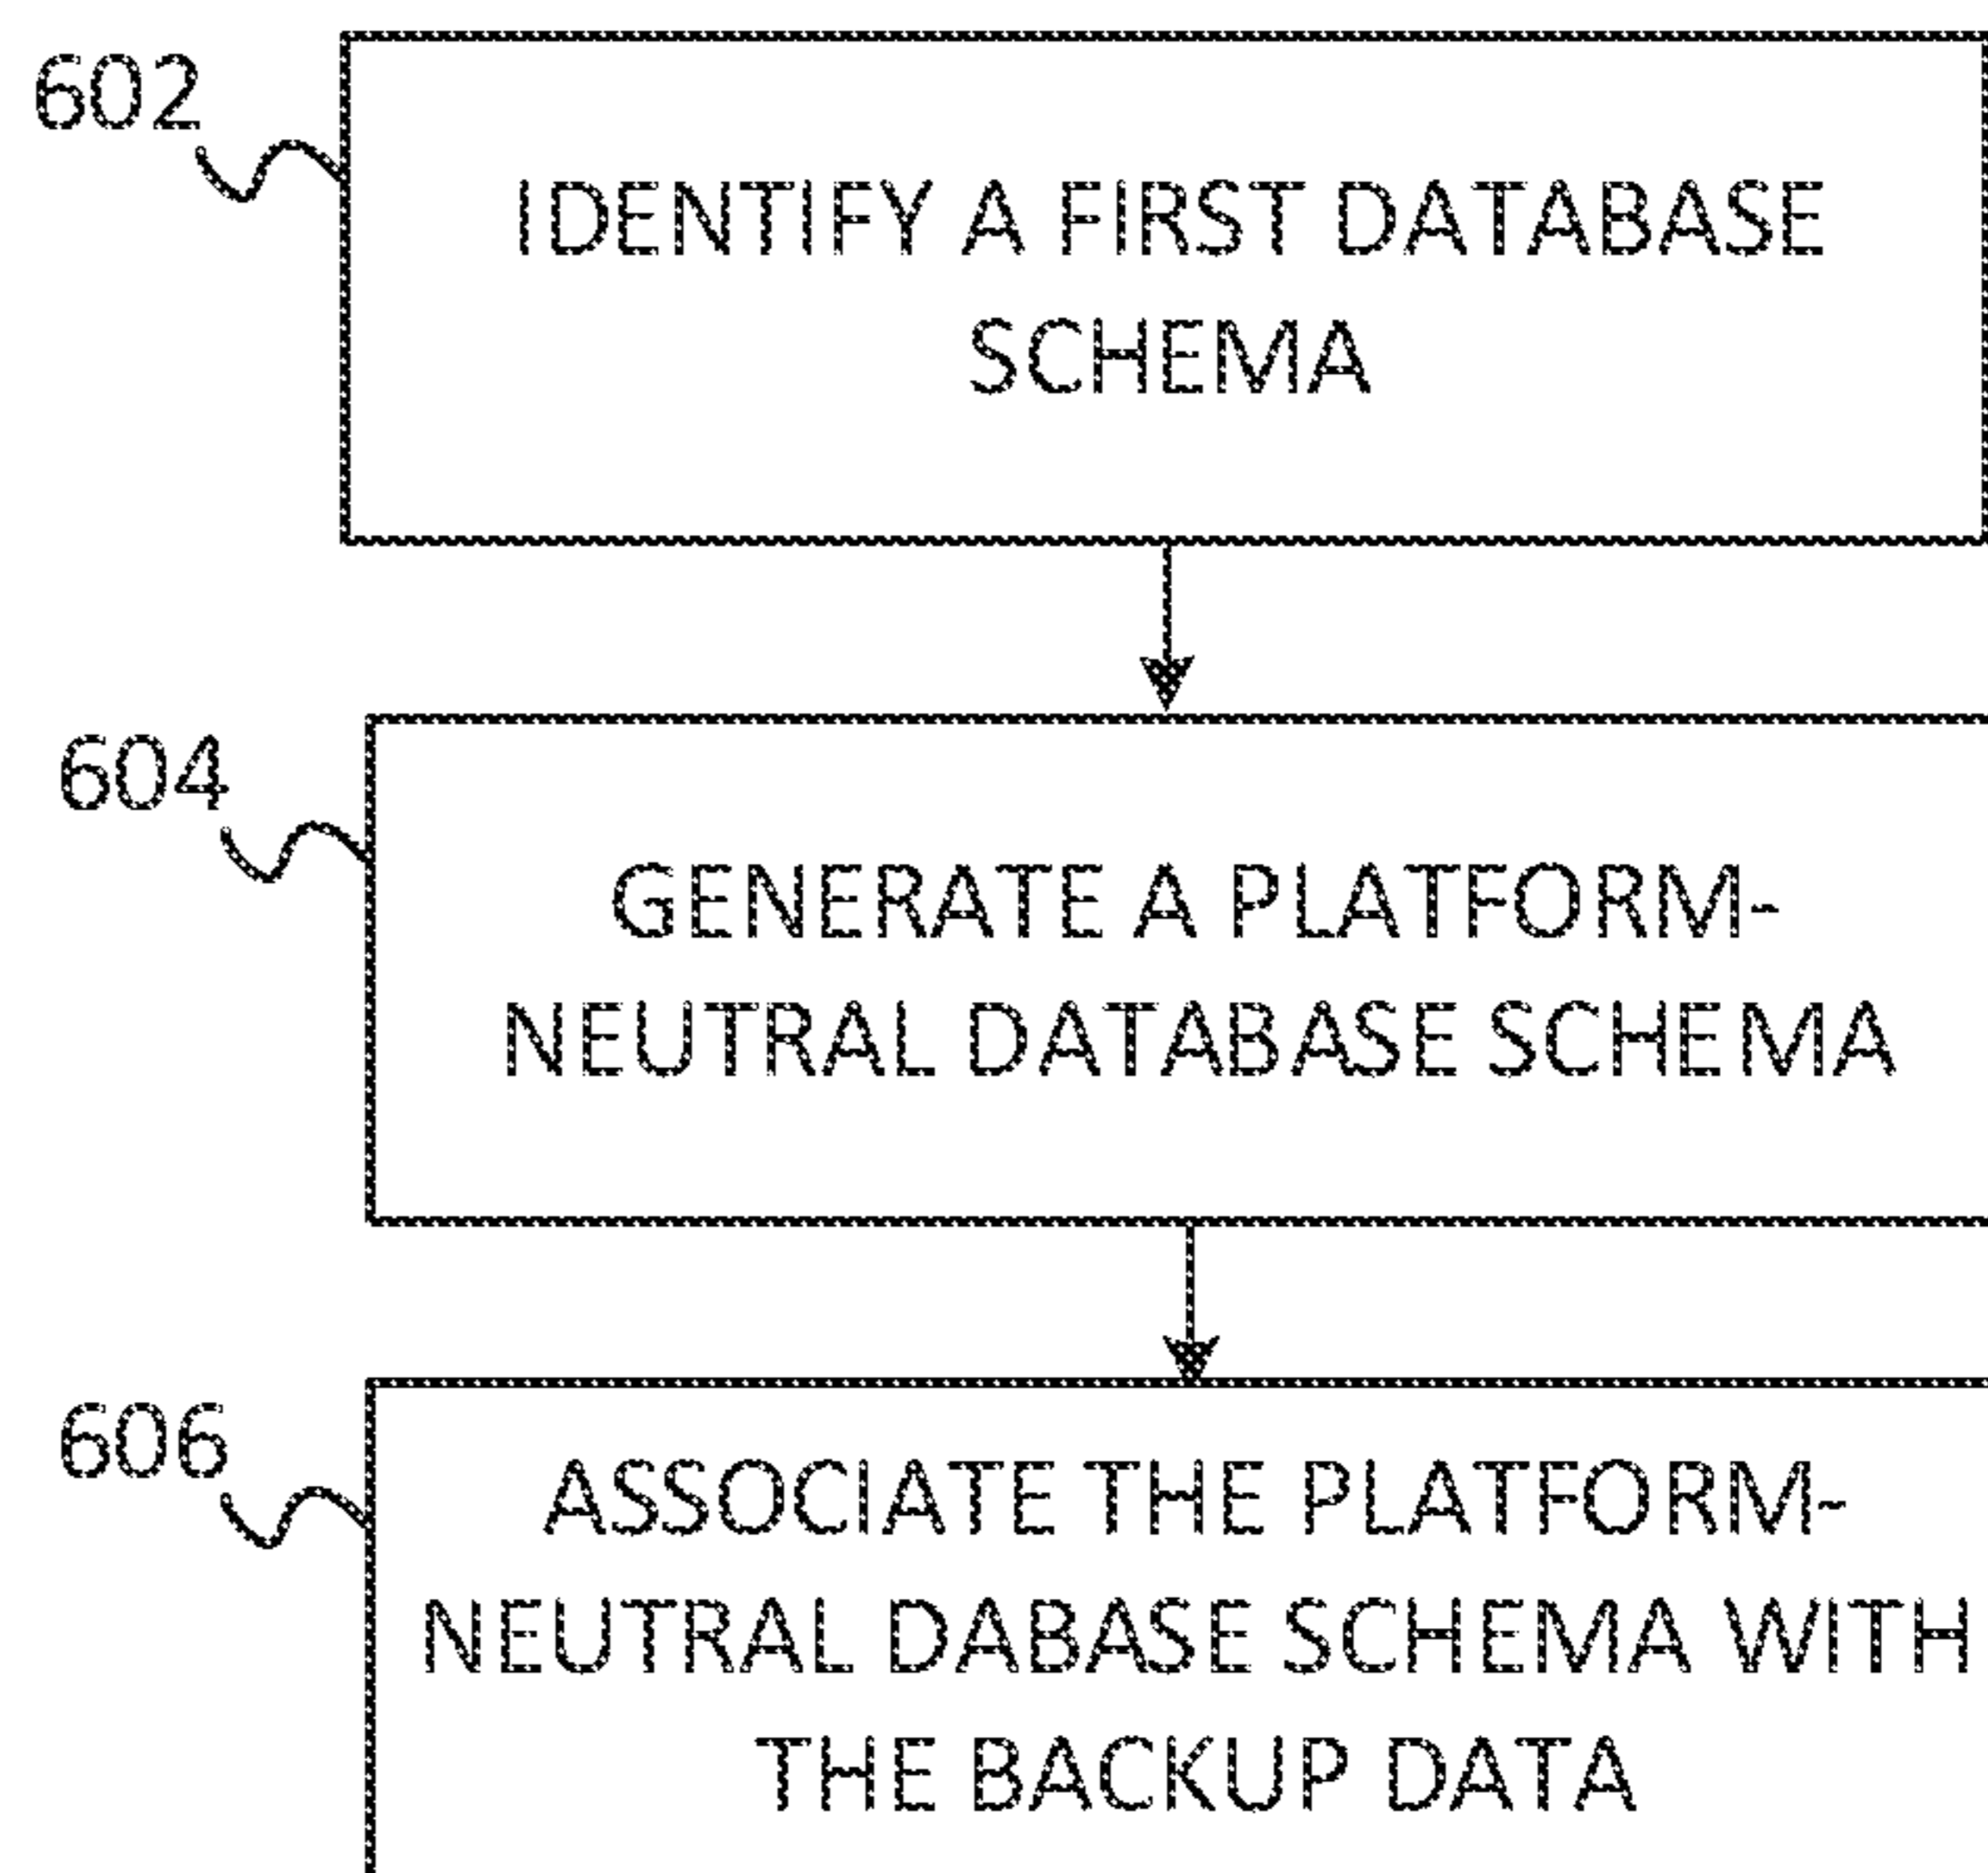 602
IDENTIFY A FIRST DATABASE
SCHEMA
604
GENERATE A PLATFORM-
NEUTRAL DATABASE SCHEMA
606
ASSOCIATE THE PLATFORM-
NEUTRAL DABASE SCHEMA WITH
THE BACKUP DATA